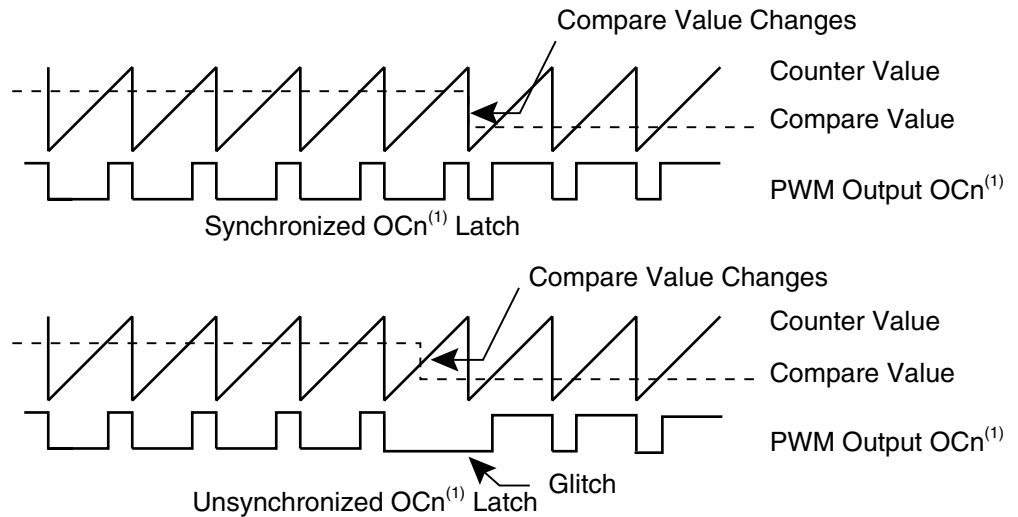 Compare Value Changes
Counter Value
Compare Value
PWM Output OCn(1)
Synchronized OCn(1) Latch
Compare Value Changes
Counter Value
Compare Value
PWM Output OCn(1)
Glitch
Unsynchronized OCn(1) Latch